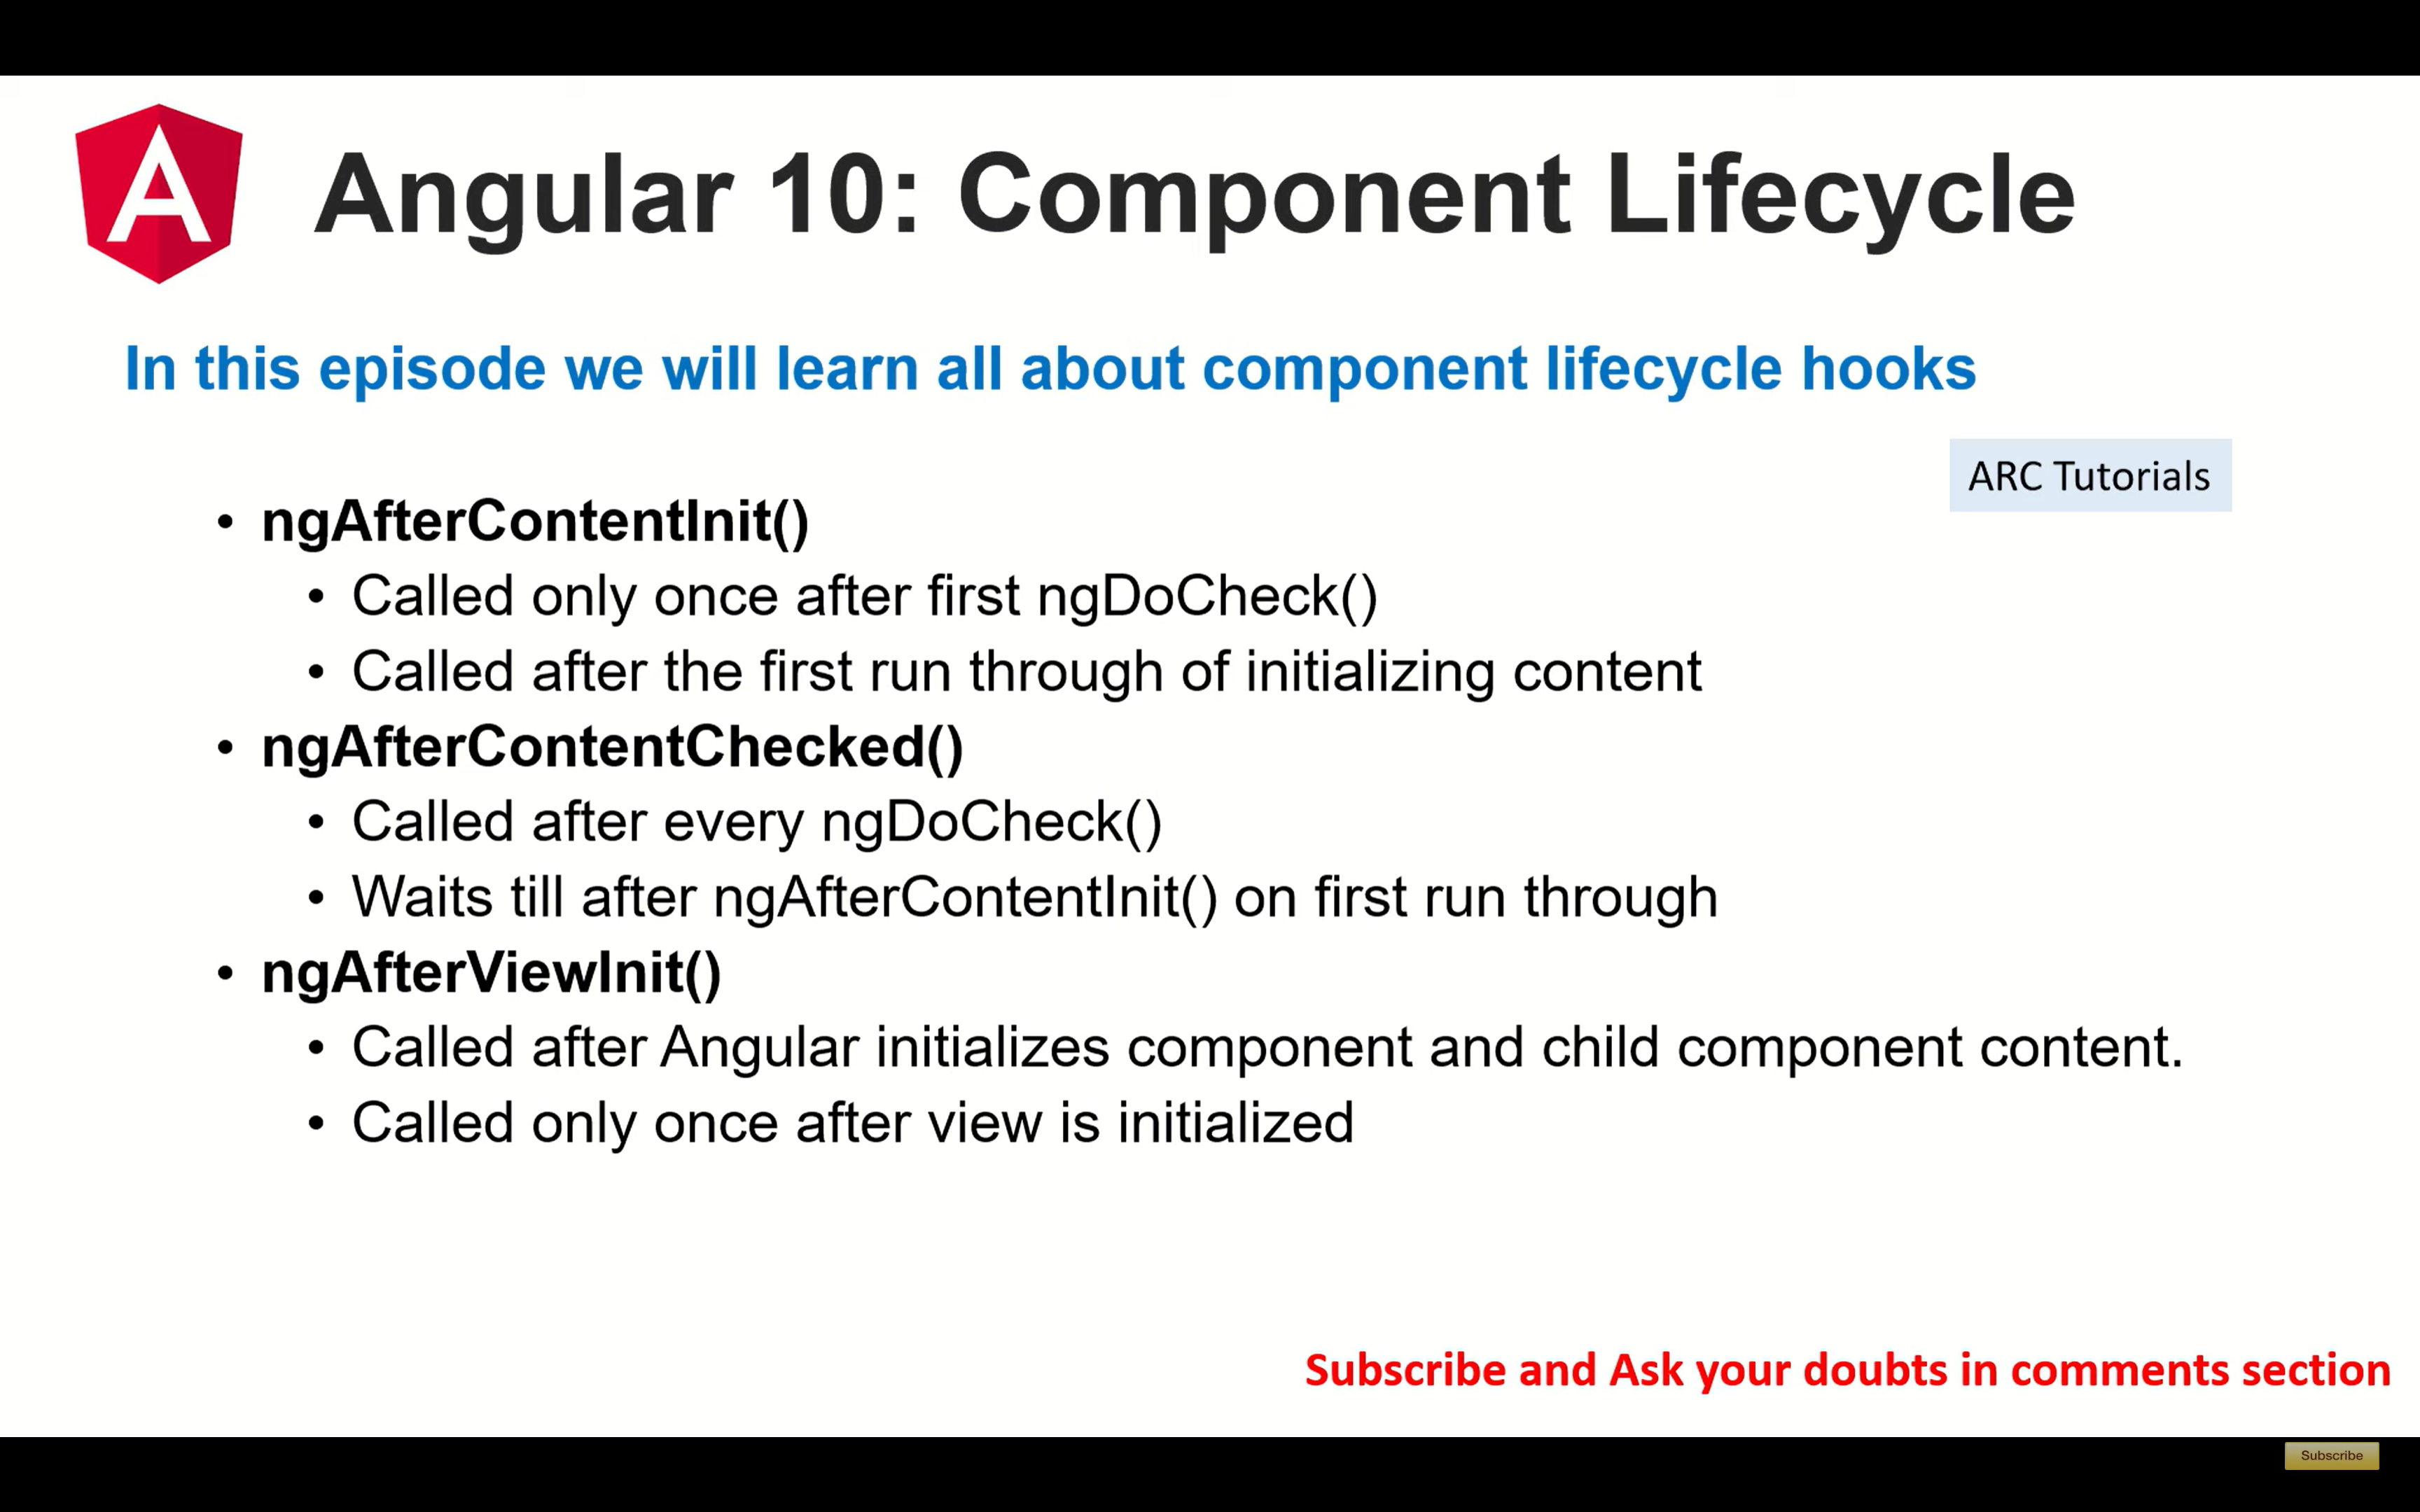 A
Angular 10: Component Lifecycle
In this episode we will learn all about component lifecycle hooks
ARC Tutorials
• ngAfterContentInit()
• Called only once after first ngDoCheck()
• Called after the first run through of initializing content
• ngAfterContentChecked()
• Called after every ngDoCheck()
• Waits till after ngAfterContentInit() on first run through
• ngAfterViewInit()
• Called after Angular initializes component and child component content.
• Called only once after view is initialized
Subscribe and Ask your doubts in comments section
Subscribe